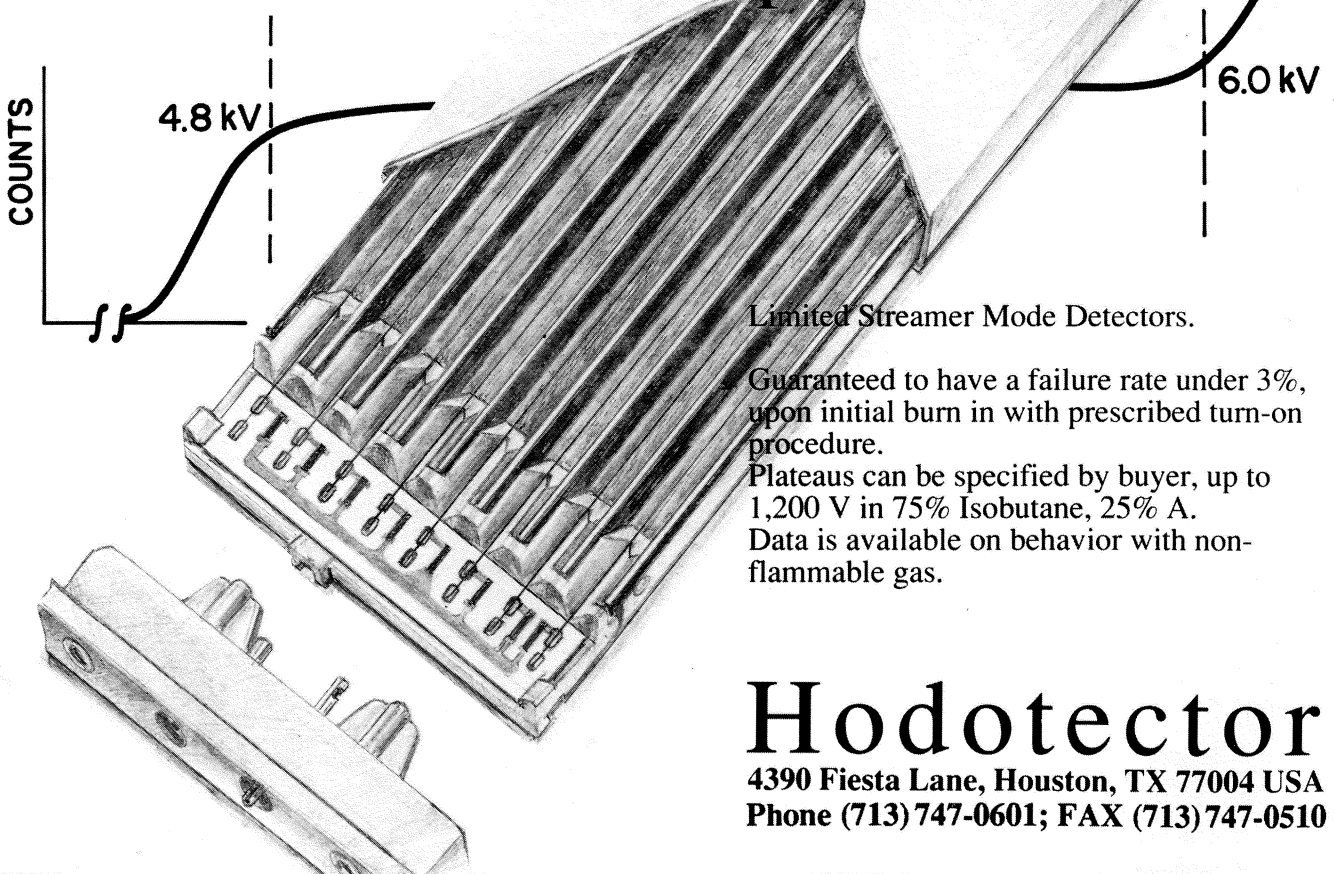 4.8 kV
6.0 kV
COUNTS
Limited Streamer Mode Detectors.
Guaranteed to have a failure rate under 3%,
upon initial burn in with prescribed turn-on
procedure.
Plateaus can be specified by buyer, up to
1,200 V in 75% Isobutane, 25% A.
Data is available on behavior with non-
flammable gas.
Hodotector
4390 Fiesta Lane, Houston, TX 77004 USA
Phone (713) 747-0601; FAX (713) 747-0510